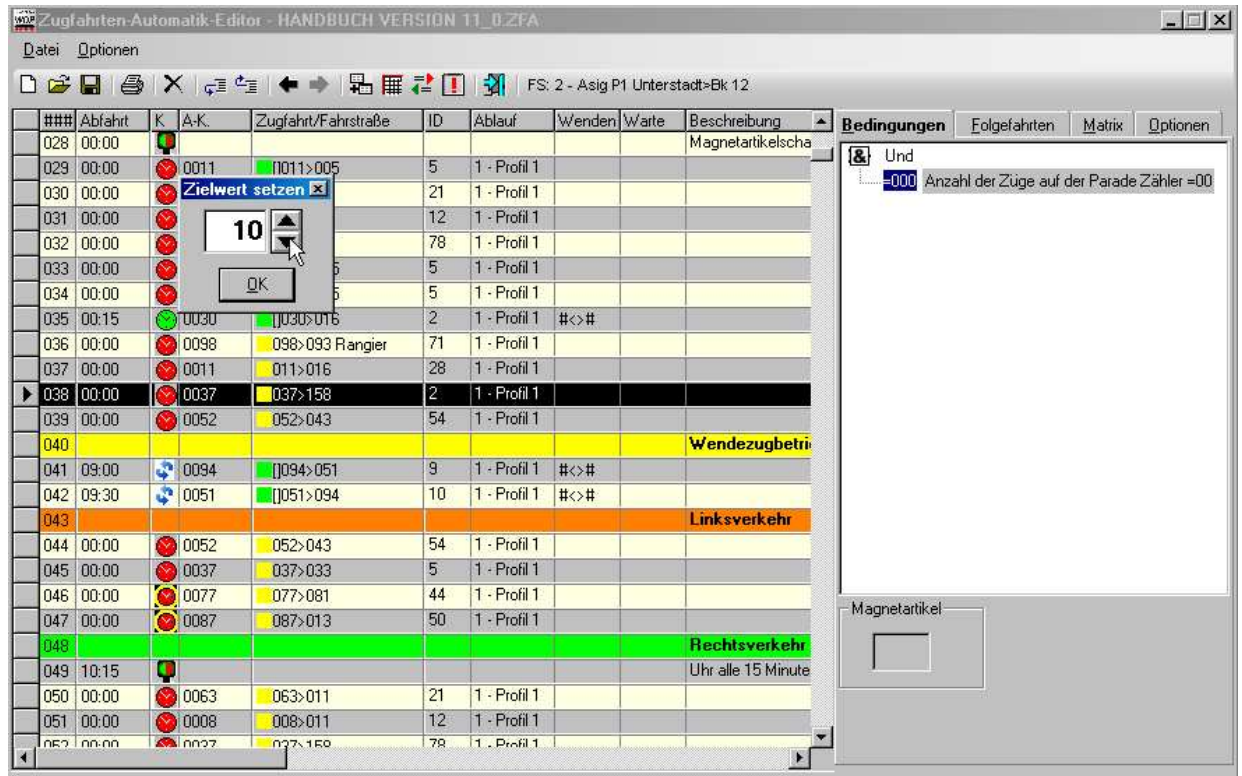 Zugfahrten-Automatik-Editor - HANDBUCH VERSION 11_0.ZFA
Datei Optionen
FS: 2 - Asig P1 Unterstadt>Bk 12
### Abfahrt K A-K. Zugfahrt/Fahrstraße ID Ablauf Wenden Warte Beschreibung
028 00:00 Magnetartikelscha
029 00:00 0011 []011>005 5 1 - Profil 1
030 00:00 21 1 - Profil 1
031 00:00 12 1 - Profil 1
032 00:00 78 1 - Profil 1
033 00:00 5 5 1 - Profil 1
034 00:00 5 5 1 - Profil 1
035 00:15 0030 []030>016 2 1 - Profil 1 #<>#
036 00:00 0098 098>093 Rangier 71 1 - Profil 1
037 00:00 0011 011>016 28 1 - Profil 1
038 00:00 0037 037>158 2 1 - Profil 1
039 00:00 0052 052>043 54 1 - Profil 1
040 Wendezugbetri
041 09:00 0094 []094>051 9 1 - Profil 1 #<>#
042 09:30 0051 []051>094 10 1 - Profil 1 #<>#
043 Linksverkehr
044 00:00 0052 052>043 54 1 - Profil 1
045 00:00 0037 037>033 5 1 - Profil 1
046 00:00 0077 077>081 44 1 - Profil 1
047 00:00 0087 087>013 50 1 - Profil 1
048 Rechtsverkehr
049 10:15 Uhr alle 15 Minute
050 00:00 0063 063>011 21 1 - Profil 1
051 00:00 0008 008>011 12 1 - Profil 1
052 00:00 0037 037>158 78 1 - Profil 1
Zielwert setzen
10
OK
Bedingungen Folgefahrten Matrix Optionen
& Und
=000 Anzahl der Züge auf der Parade Zähler =00
Magnetartikel